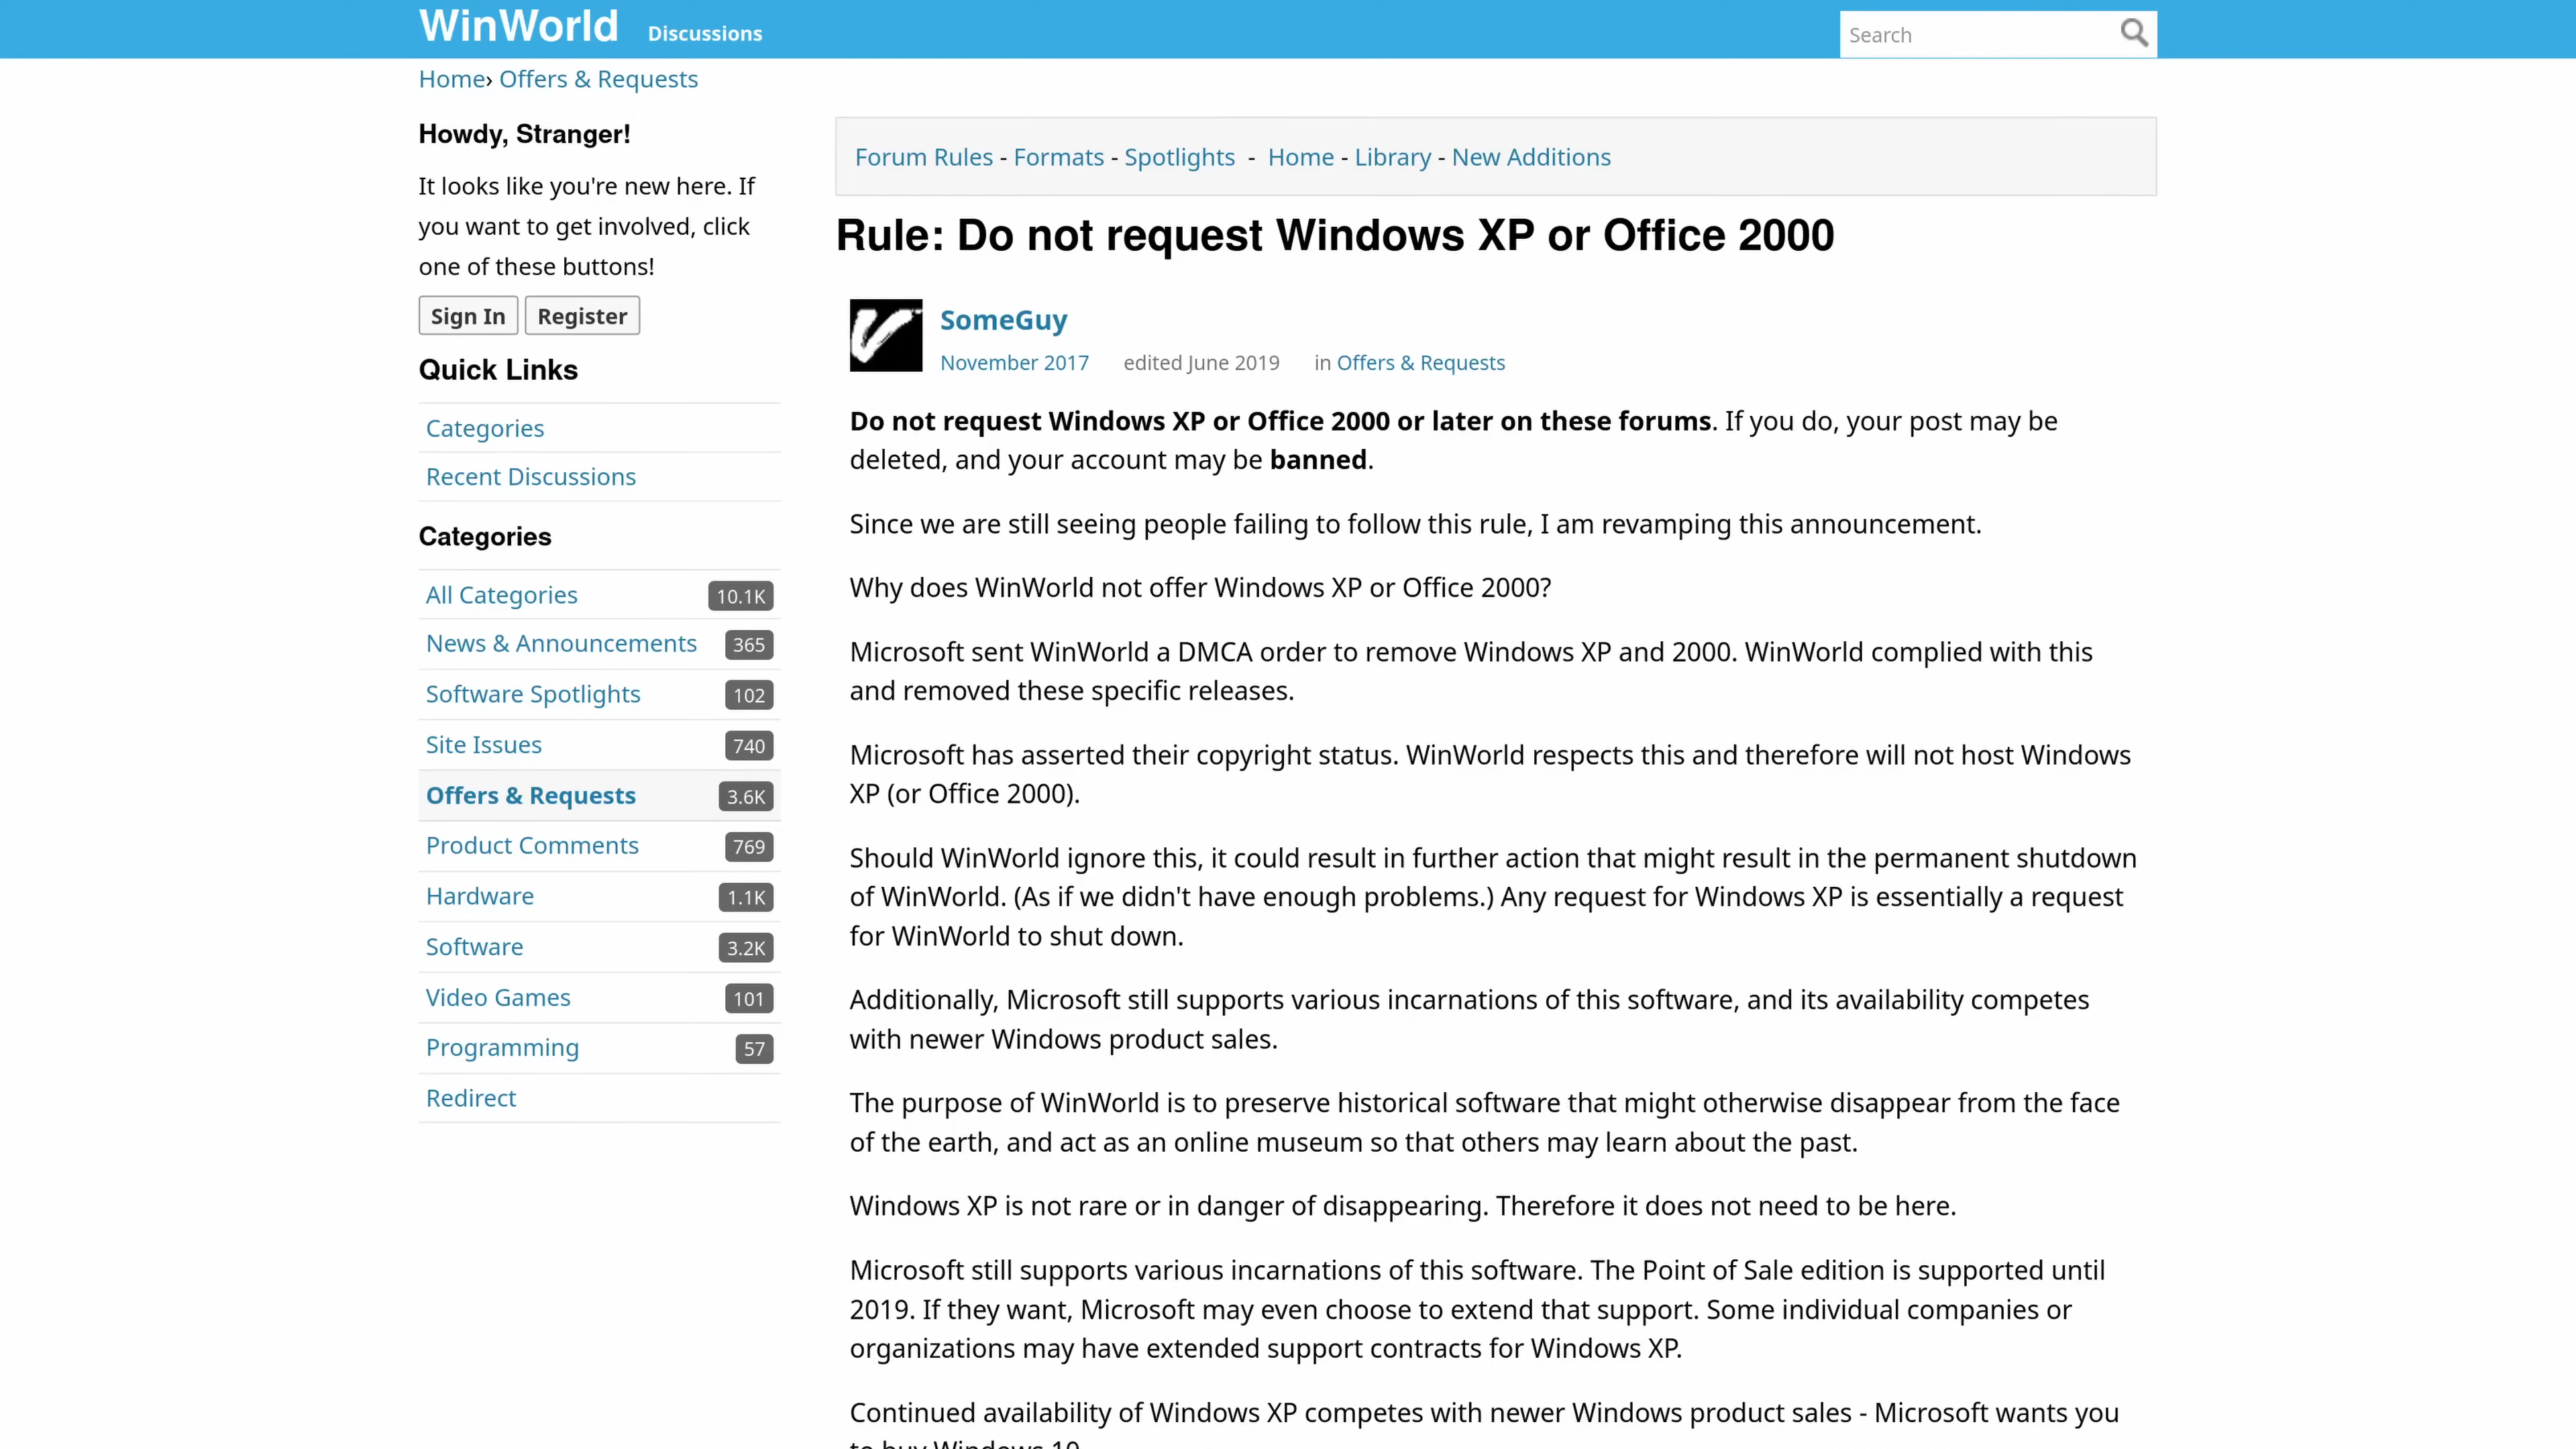 WinWorld Discussions
Search
Home› Offers & Requests
Howdy, Stranger!
It looks like you're new here. If
you want to get involved, click
one of these buttons!
Sign In Register
Quick Links
Categories
Recent Discussions
Categories
All Categories 10.1K
News & Announcements 365
Software Spotlights 102
Site Issues 740
Offers & Requests 3.6K
Product Comments 769
Hardware 1.1K
Software 3.2K
Video Games 101
Programming 57
Redirect
Forum Rules - Formats - Spotlights - Home - Library - New Additions
Rule: Do not request Windows XP or Office 2000
SomeGuy
November 2017 edited June 2019 in Offers & Requests
Do not request Windows XP or Office 2000 or later on these forums. If you do, your post may be
deleted, and your account may be banned.
Since we are still seeing people failing to follow this rule, I am revamping this announcement.
Why does WinWorld not offer Windows XP or Office 2000?
Microsoft sent WinWorld a DMCA order to remove Windows XP and 2000. WinWorld complied with this
and removed these specific releases.
Microsoft has asserted their copyright status. WinWorld respects this and therefore will not host Windows
XP (or Office 2000).
Should WinWorld ignore this, it could result in further action that might result in the permanent shutdown
of WinWorld. (As if we didn't have enough problems.) Any request for Windows XP is essentially a request
for WinWorld to shut down.
Additionally, Microsoft still supports various incarnations of this software, and its availability competes
with newer Windows product sales.
The purpose of WinWorld is to preserve historical software that might otherwise disappear from the face
of the earth, and act as an online museum so that others may learn about the past.
Windows XP is not rare or in danger of disappearing. Therefore it does not need to be here.
Microsoft still supports various incarnations of this software. The Point of Sale edition is supported until
2019. If they want, Microsoft may even choose to extend that support. Some individual companies or
organizations may have extended support contracts for Windows XP.
Continued availability of Windows XP competes with newer Windows product sales - Microsoft wants you
to buy Windows 10